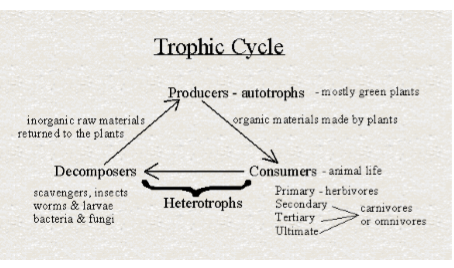 Trophic Cycle
Producers - autotrophs - mostly green plants
inorganic raw materials
returned to the plants
organic materials made by plants
Decomposers
Consumers - animal life
scavengers, insects
worms & larvae
bacteria & fungi
Heterotrophs
Primary - herbivores
Secondary
Tertiary
Ultimate
carnivores
or omnivores